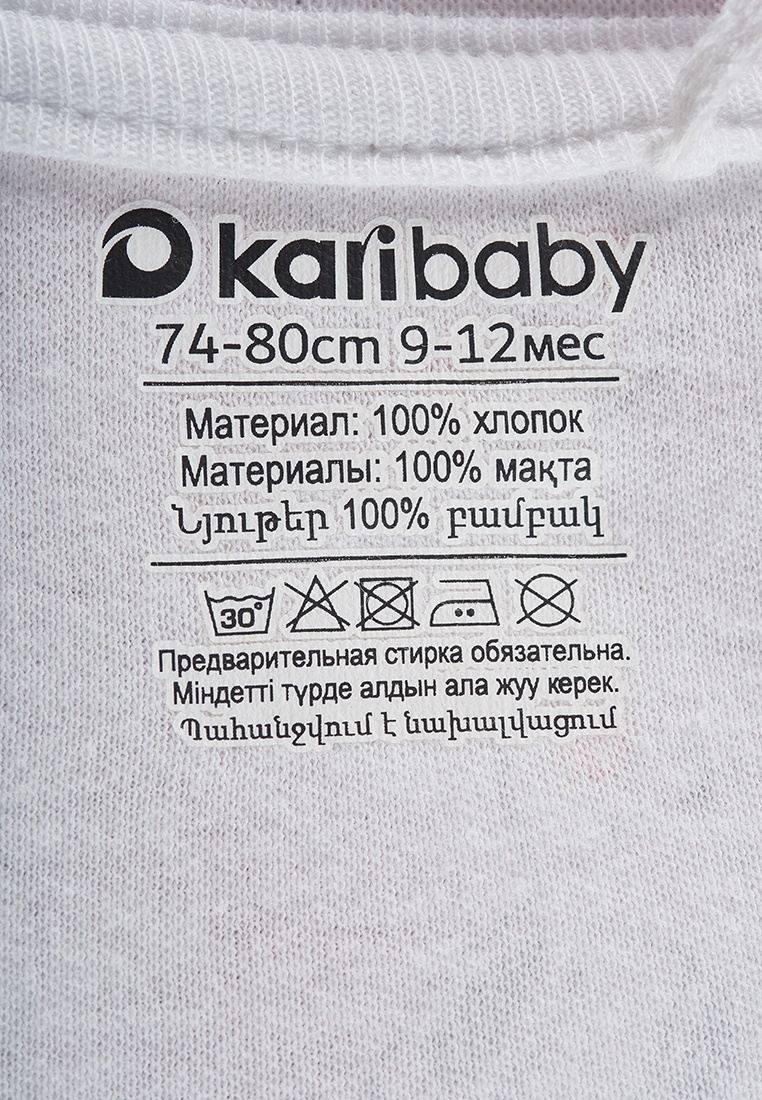 kari baby
74-80cm 9-12мес
Материал: 100% хлопок
Материалы: 100% мақта
Նյութեր 100% բամբակ
30°
Предварительная стирка обязательна.
Міндетті түрде алдын ала жуу керек.
Պահանջվում է նախալվացում